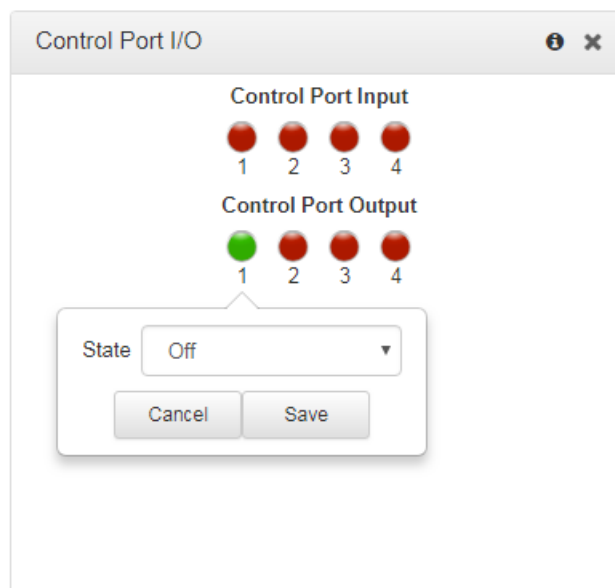 Control Port I/O
Control Port Input
1 2 3 4
Control Port Output
1 2 3 4
State Off
Cancel Save